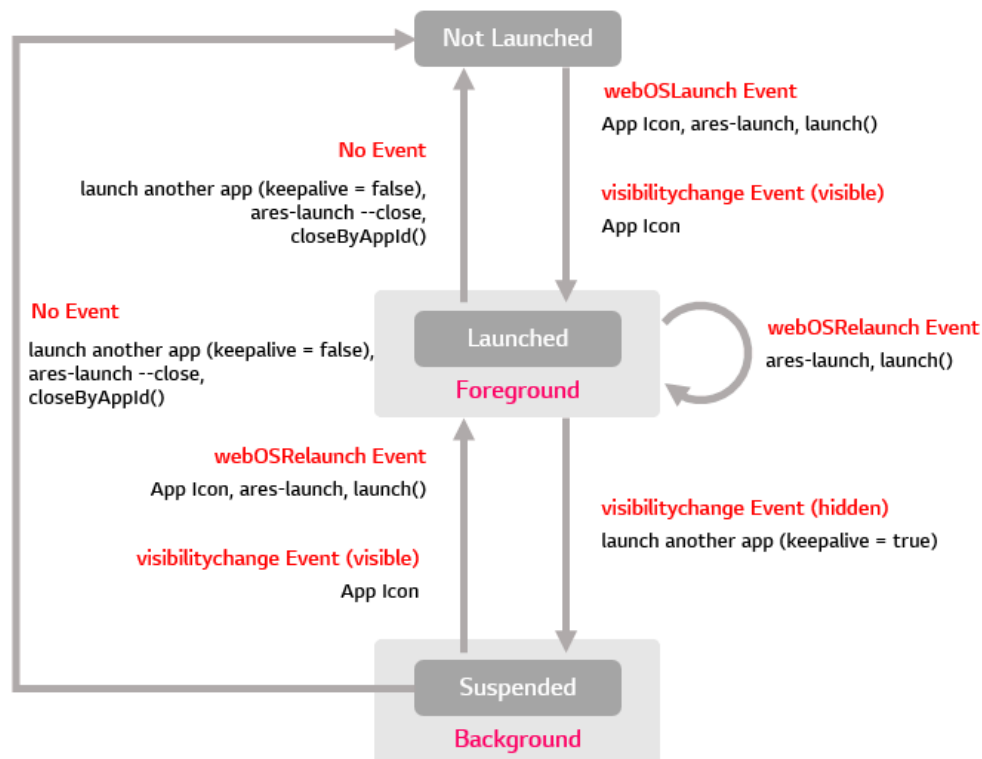 Not Launched
webOSLaunch Event
App Icon, ares-launch, launch()
No Event
launch another app (keepalive = false),
ares-launch --close,
closeByAppId()
visibilitychange Event (visible)
App Icon
No Event
launch another app (keepalive = false),
ares-launch --close,
closeByAppId()
Launched
Foreground
webOSRelaunch Event
ares-launch, launch()
webOSRelaunch Event
App Icon, ares-launch, launch()
visibilitychange Event (visible)
App Icon
visibilitychange Event (hidden)
launch another app (keepalive = true)
Suspended
Background